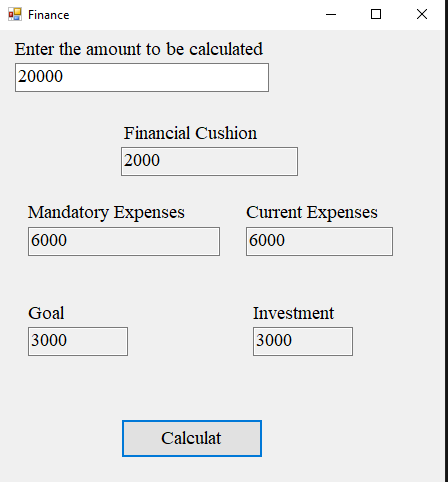 Finance
Enter the amount to be calculated
20000
Financial Cushion
2000
Mandatory Expenses Current Expenses
6000 6000
Goal Investment
3000 3000
Calculat